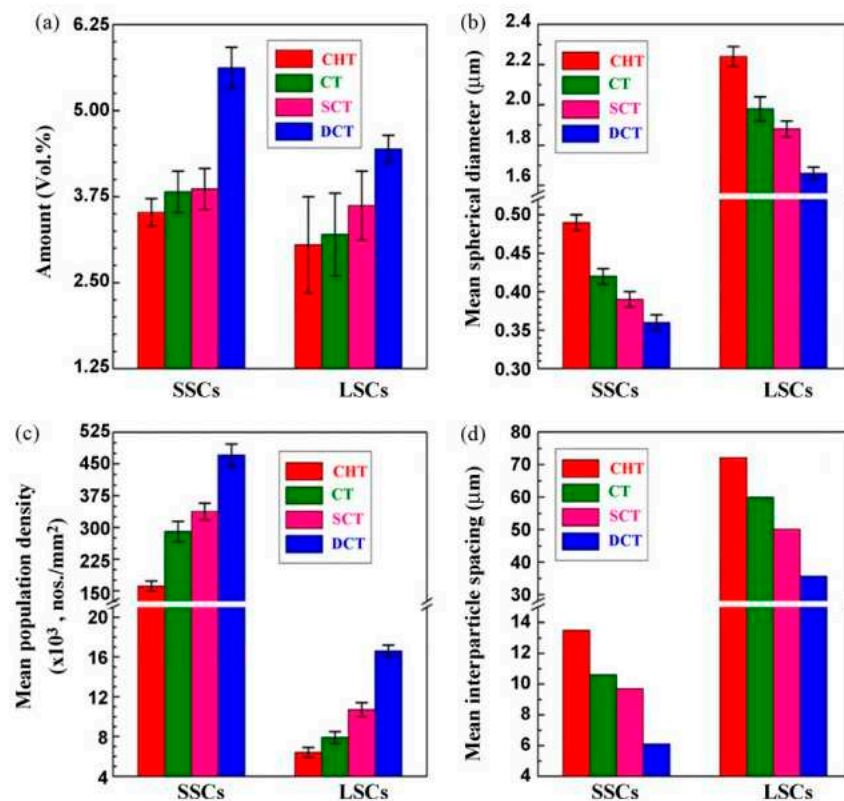 (a)
6.25
5.00
3.75
2.50
1.25
Amount (Vol.%)
CHT
CT
SCT
DCT
SSCs
LSCs
(b)
2.4
2.2
2.0
1.8
1.6
0.50
0.45
0.40
0.35
0.30
Mean spherical diameter (μm)
CHT
CT
SCT
DCT
SSCs
LSCs
(c)
525
450
375
300
225
150
16
12
8
4
Mean population density
(x10³ , nos./mm²)
CHT
CT
SCT
DCT
SSCs
LSCs
(d)
80
70
60
50
40
30
14
12
10
8
6
4
Mean interparticle spacing (μm)
CHT
CT
SCT
DCT
SSCs
LSCs